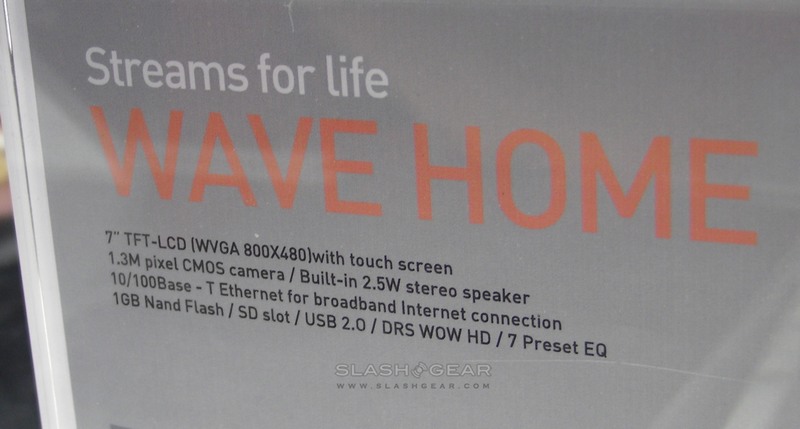 Streams for life
WAVE HOME
7" TFT-LCD (WVGA 800X480)with touch screen
1.3M pixel CMOS camera / Built-in 2.5W stereo speaker
10/100Base - T Ethernet for broadband Internet connection
1GB Nand Flash / SD slot / USB 2.0 / DRS WOW HD / 7 Preset EQ
SLASHGEAR
WWW.SLASHGEAR.COM